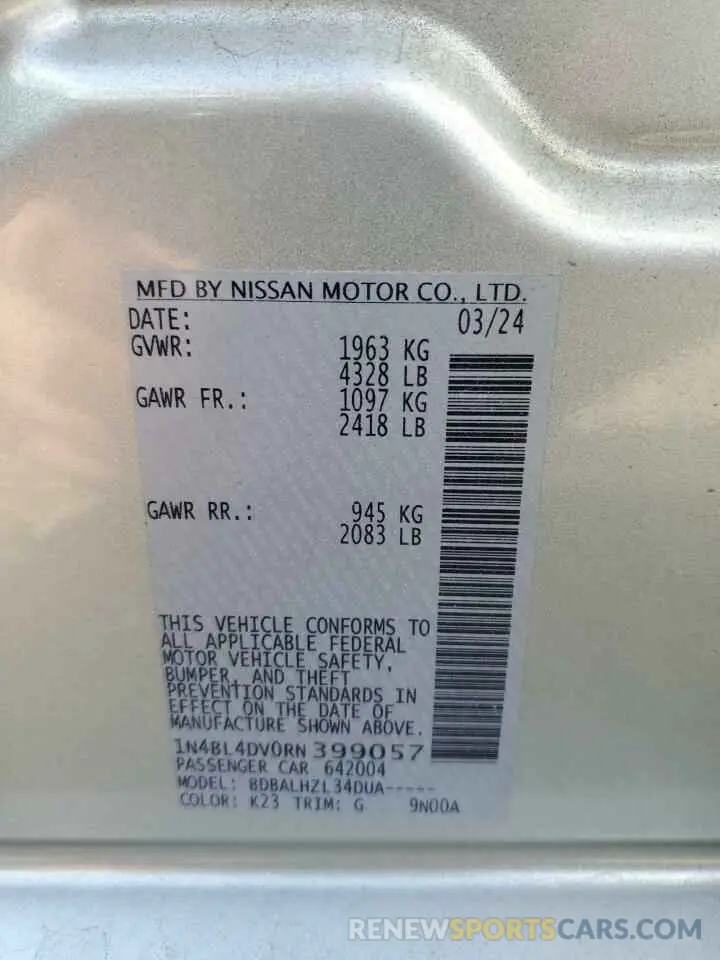 MFD BY NISSAN MOTOR CO., LTD.
DATE: 03/24
GVWR: 1963 KG
4328 LB
GAWR FR.: 1097 KG
2418 LB
GAWR RR.: 945 KG
2083 LB
THIS VEHICLE CONFORMS TO
ALL APPLICABLE FEDERAL
MOTOR VEHICLE SAFETY,
BUMPER, AND THEFT
PREVENTION STANDARDS IN
EFFECT ON THE DATE OF
MANUFACTURE SHOWN ABOVE.
1N4BL4DV0RN399057
PASSENGER CAR 642004
MODEL: BDBALHZL34DUA-----
COLOR: K23 TRIM: G 9N00A
RENEWSPORTSCARS.COM